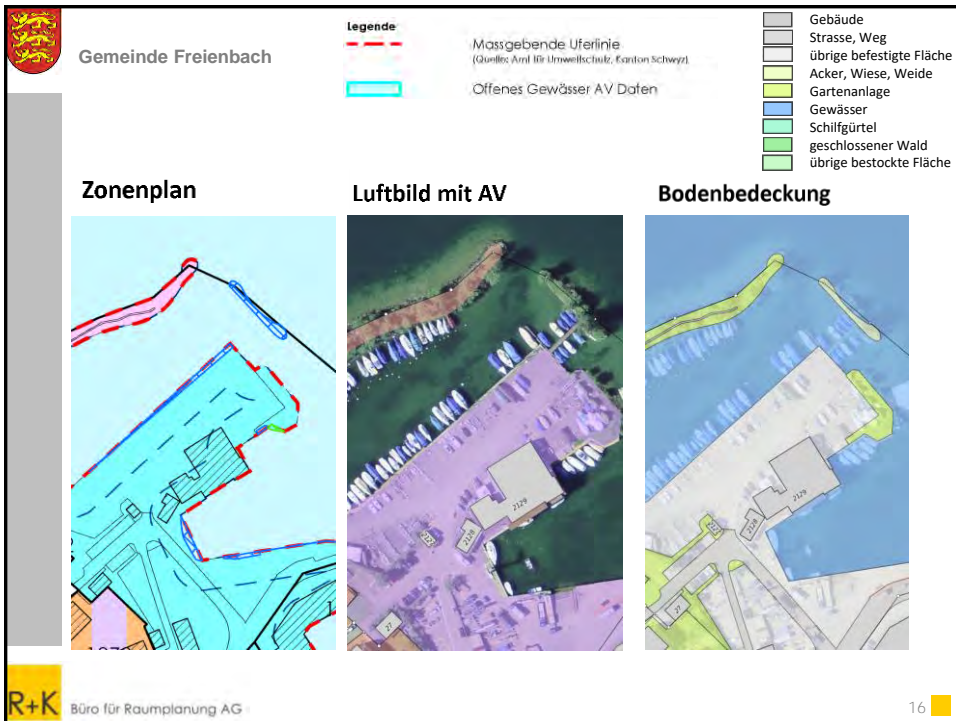 Gemeinde Freienbach
Legende
Massgebende Uferlinie
(Quelle: Amt für Umweltschutz, Kanton Schwyz)
Offenes Gewässer AV Daten
Gebäude
Strasse, Weg
übrige befestigte Fläche
Acker, Wiese, Weide
Gartenanlage
Gewässer
Schilfgürtel
geschlossener Wald
übrige bestockte Fläche
Zonenplan
Luftbild mit AV
Bodenbedeckung
2129
2128
27
2129
2128
27
R+K Büro für Raumplanung AG
16